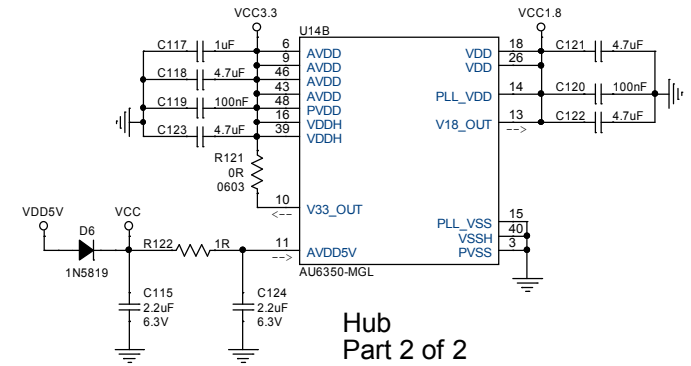 VCC3.3
VCC1.8
U14B
C117 1uF 6 AVDD
9 AVDD
C118 4.7uF 46 AVDD
43 AVDD
C119 100nF 48 PVDD
16 VDDH
C123 4.7uF 39 VDDH
VDD 18 C121 4.7uF
VDD 26
PLL_VDD 14 C120 100nF
V18_OUT 13 C122 4.7uF
-->
R121
0R
0603
10 V33_OUT
<--
VDD5V
VCC
D6
1N5819
R122 1R 11 AVDD5V
-->
PLL_VSS 15
VSSH 40
PVSS 3
AU6350-MGL
C115
2.2uF
6.3V
C124
2.2uF
6.3V
Hub
Part 2 of 2